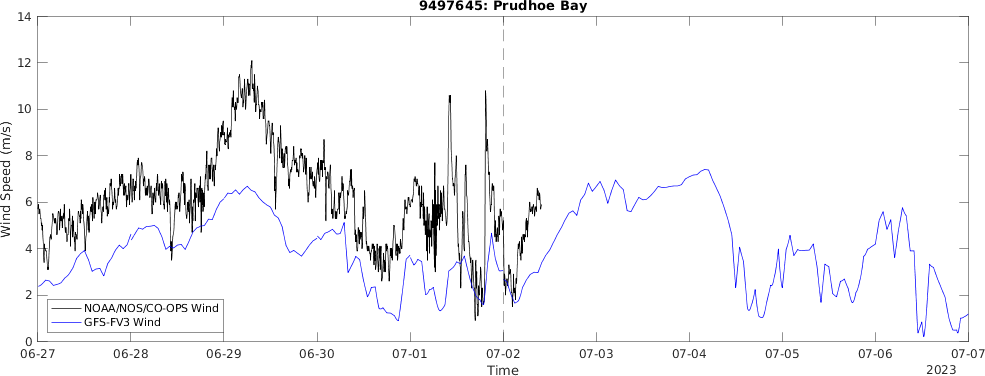 9497645: Prudhoe Bay
Wind Speed (m/s)
14
12
10
8
6
4
2
0
NOAA/NOS/CO-OPS Wind
GFS-FV3 Wind
06-27 06-28 06-29 06-30 07-01 07-02 07-03 07-04 07-05 07-06 07-07
Time
2023